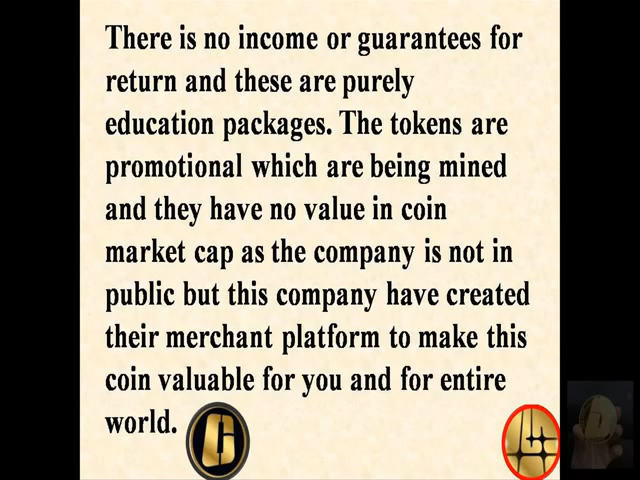 There is no income or guarantees for
return and these are purely
education packages. The tokens are
promotional which are being mined
and they have no value in coin
market cap as the company is not in
public but this company have created
their merchant platform to make this
coin valuable for you and for entire
world.